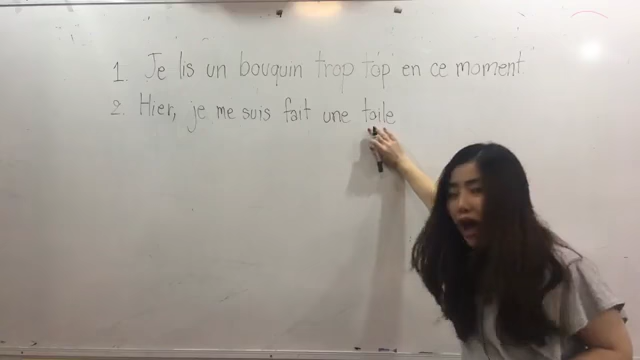 1. Je lis un bouquin trop top en ce moment
2. Hier, je me suis fait une toile